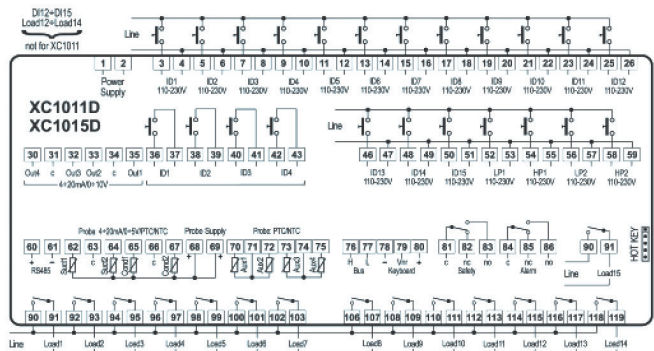 DI12÷DI15
Load12÷Load14
not for XC1011
Line
1 2 3 4 5 6 7 8 9 10 11 12 13 14 15 16 17 18 19 20 21 22 23 24 25 26
Power Supply
ID1 ID2 ID3 ID4 ID5 ID6 ID7 ID8 ID9 ID10 ID11 ID12
110-230V 110-230V 110-230V 110-230V 110-230V 110-230V 110-230V 110-230V 110-230V 110-230V 110-230V 110-230V
XC1011D
XC1015D
Line
30 31 32 33 34 35 36 37 38 39 40 41 42 43
46 47 48 49 50 51 52 53 54 55 56 57 58 59
Out4 c Out3 Out2 c Out1 ID1 ID2 ID3 ID4
4÷20mA/0÷10V
ID13 ID14 ID15 LP1 HP1 LP2 HP2
110-230V 110-230V 110-230V 110-230V 110-230V 110-230V 110-230V
Probe 4÷20mA/0÷5V/PTC/NTC Probe Supply Probe: PTC/NTC
HOT KEY
60 61 62 63 64 65 66 67 68 69 70 71 72 73 74 75 78 77 78 79 80 81 82 83 84 85 86 90 91
+ - c c + + H L - Vnr + c nc no c nc no
RS485 Suct1 Suct2 Cond1 Cond2 Aux1 Aux2 Aux3 Aux4 Bus Keyboard Safety Alarm Line Load15
90 91 92 93 94 95 96 97 98 99 100 101 102 103 106 107 108 109 110 111 112 113 114 115 116 117 118 119
Line Load1 Load2 Load3 Load4 Load5 Load6 Load7 Load8 Load9 Load10 Load11 Load12 Load13 Load14